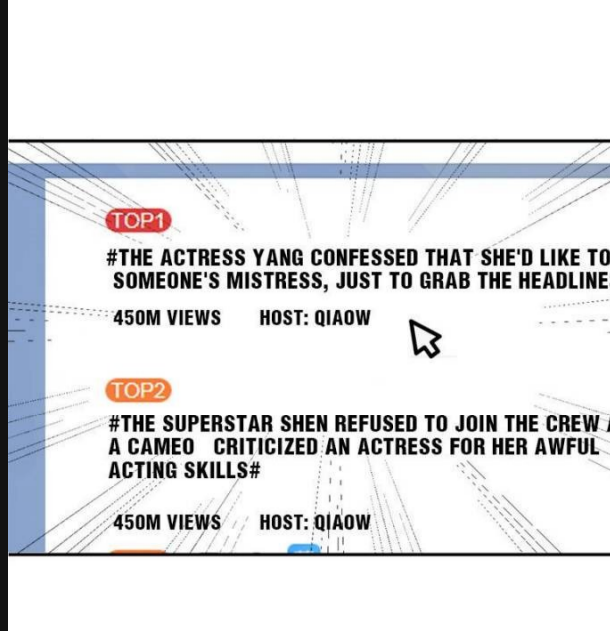 TOP1
#THE ACTRESS YANG CONFESSED THAT SHE'D LIKE TO
SOMEONE'S MISTRESS, JUST TO GRAB THE HEADLINE
450M VIEWS HOST: QIAOW
TOP2
#THE SUPERSTAR SHEN REFUSED TO JOIN THE CREW
A CAMEO CRITICIZED AN ACTRESS FOR HER AWFUL
ACTING SKILLS#
450M VIEWS HOST: QIAOW